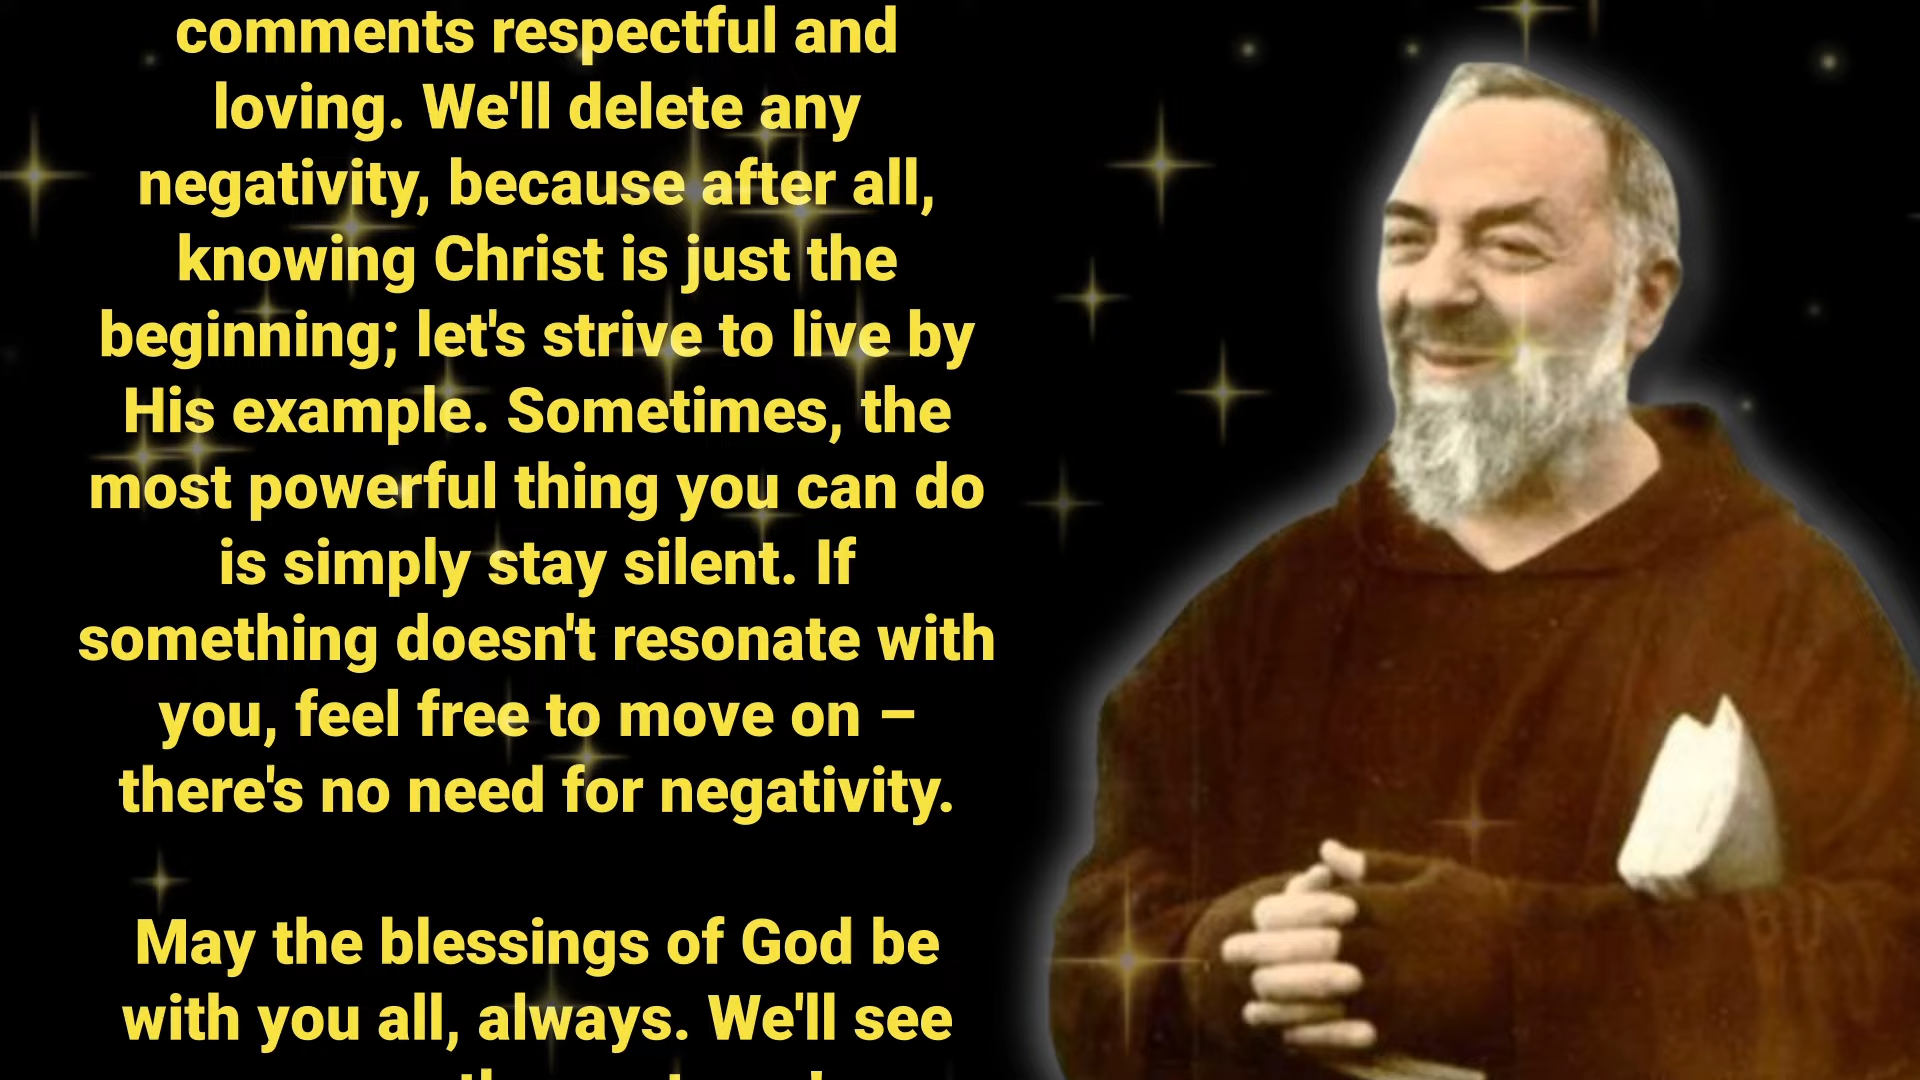 comments respectful and
loving. We'll delete any
negativity, because after all,
knowing Christ is just the
beginning; let's strive to live by
His example. Sometimes, the
most powerful thing you can do
is simply stay silent. If
something doesn't resonate with
you, feel free to move on –
there's no need for negativity.
May the blessings of God be
with you all, always. We'll see